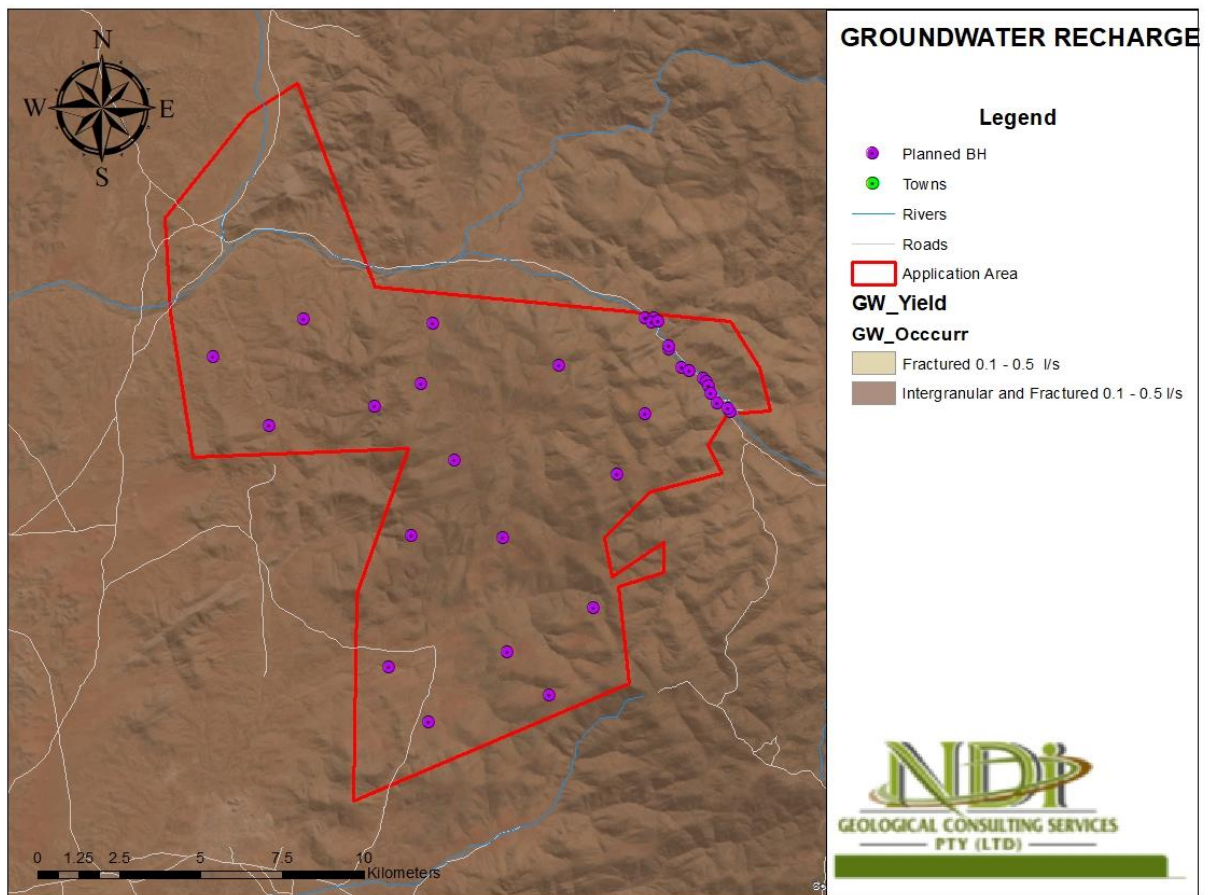 GROUNDWATER RECHARGE
N
W E
S
Legend
Planned BH
Towns
Rivers
Roads
Application Area
GW_Yield
GW_Occcurr
Fractured 0.1 - 0.5 l/s
Intergranular and Fractured 0.1 - 0.5 l/s
0 1.25 2.5 5 7.5 10
Kilometers
NDi
GEOLOGICAL CONSULTING SERVICES
PTY (LTD)